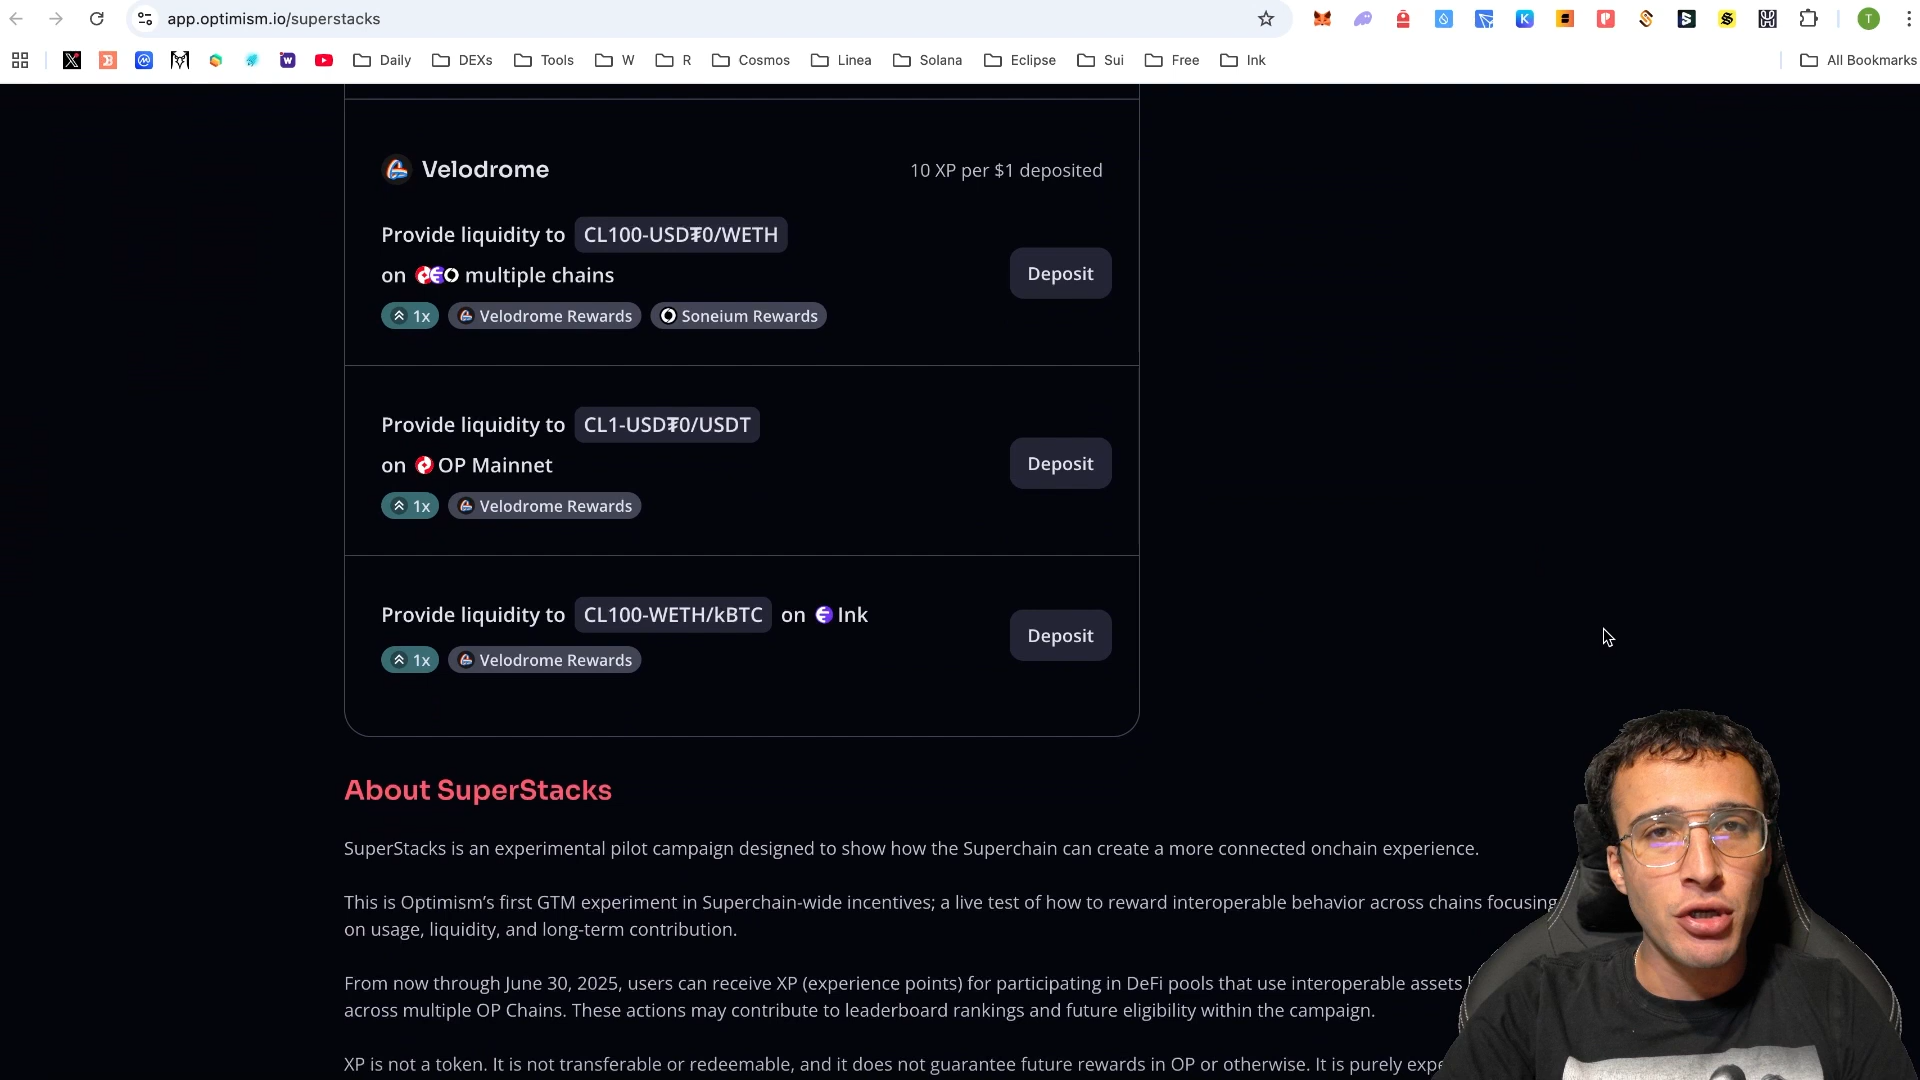 app.optimism.io/superstacks
T
Daily
DEXs
Tools
W
R
Cosmos
Linea
Solana
Eclipse
Sui
Free
Ink
All Bookmarks
Velodrome
10 XP per $1 deposited
Provide liquidity to CL100-USD₮0/WETH
on multiple chains
Deposit
1x Velodrome Rewards Soneium Rewards
Provide liquidity to CL1-USD₮0/USDT
on OP Mainnet
Deposit
1x Velodrome Rewards
Provide liquidity to CL100-WETH/kBTC on Ink
Deposit
1x Velodrome Rewards
About SuperStacks
SuperStacks is an experimental pilot campaign designed to show how the Superchain can create a more connected onchain experience.
This is Optimism’s first GTM experiment in Superchain-wide incentives; a live test of how to reward interoperable behavior across chains focusing
on usage, liquidity, and long-term contribution.
From now through June 30, 2025, users can receive XP (experience points) for participating in DeFi pools that use interoperable assets
across multiple OP Chains. These actions may contribute to leaderboard rankings and future eligibility within the campaign.
XP is not a token. It is not transferable or redeemable, and it does not guarantee future rewards in OP or otherwise. It is purely